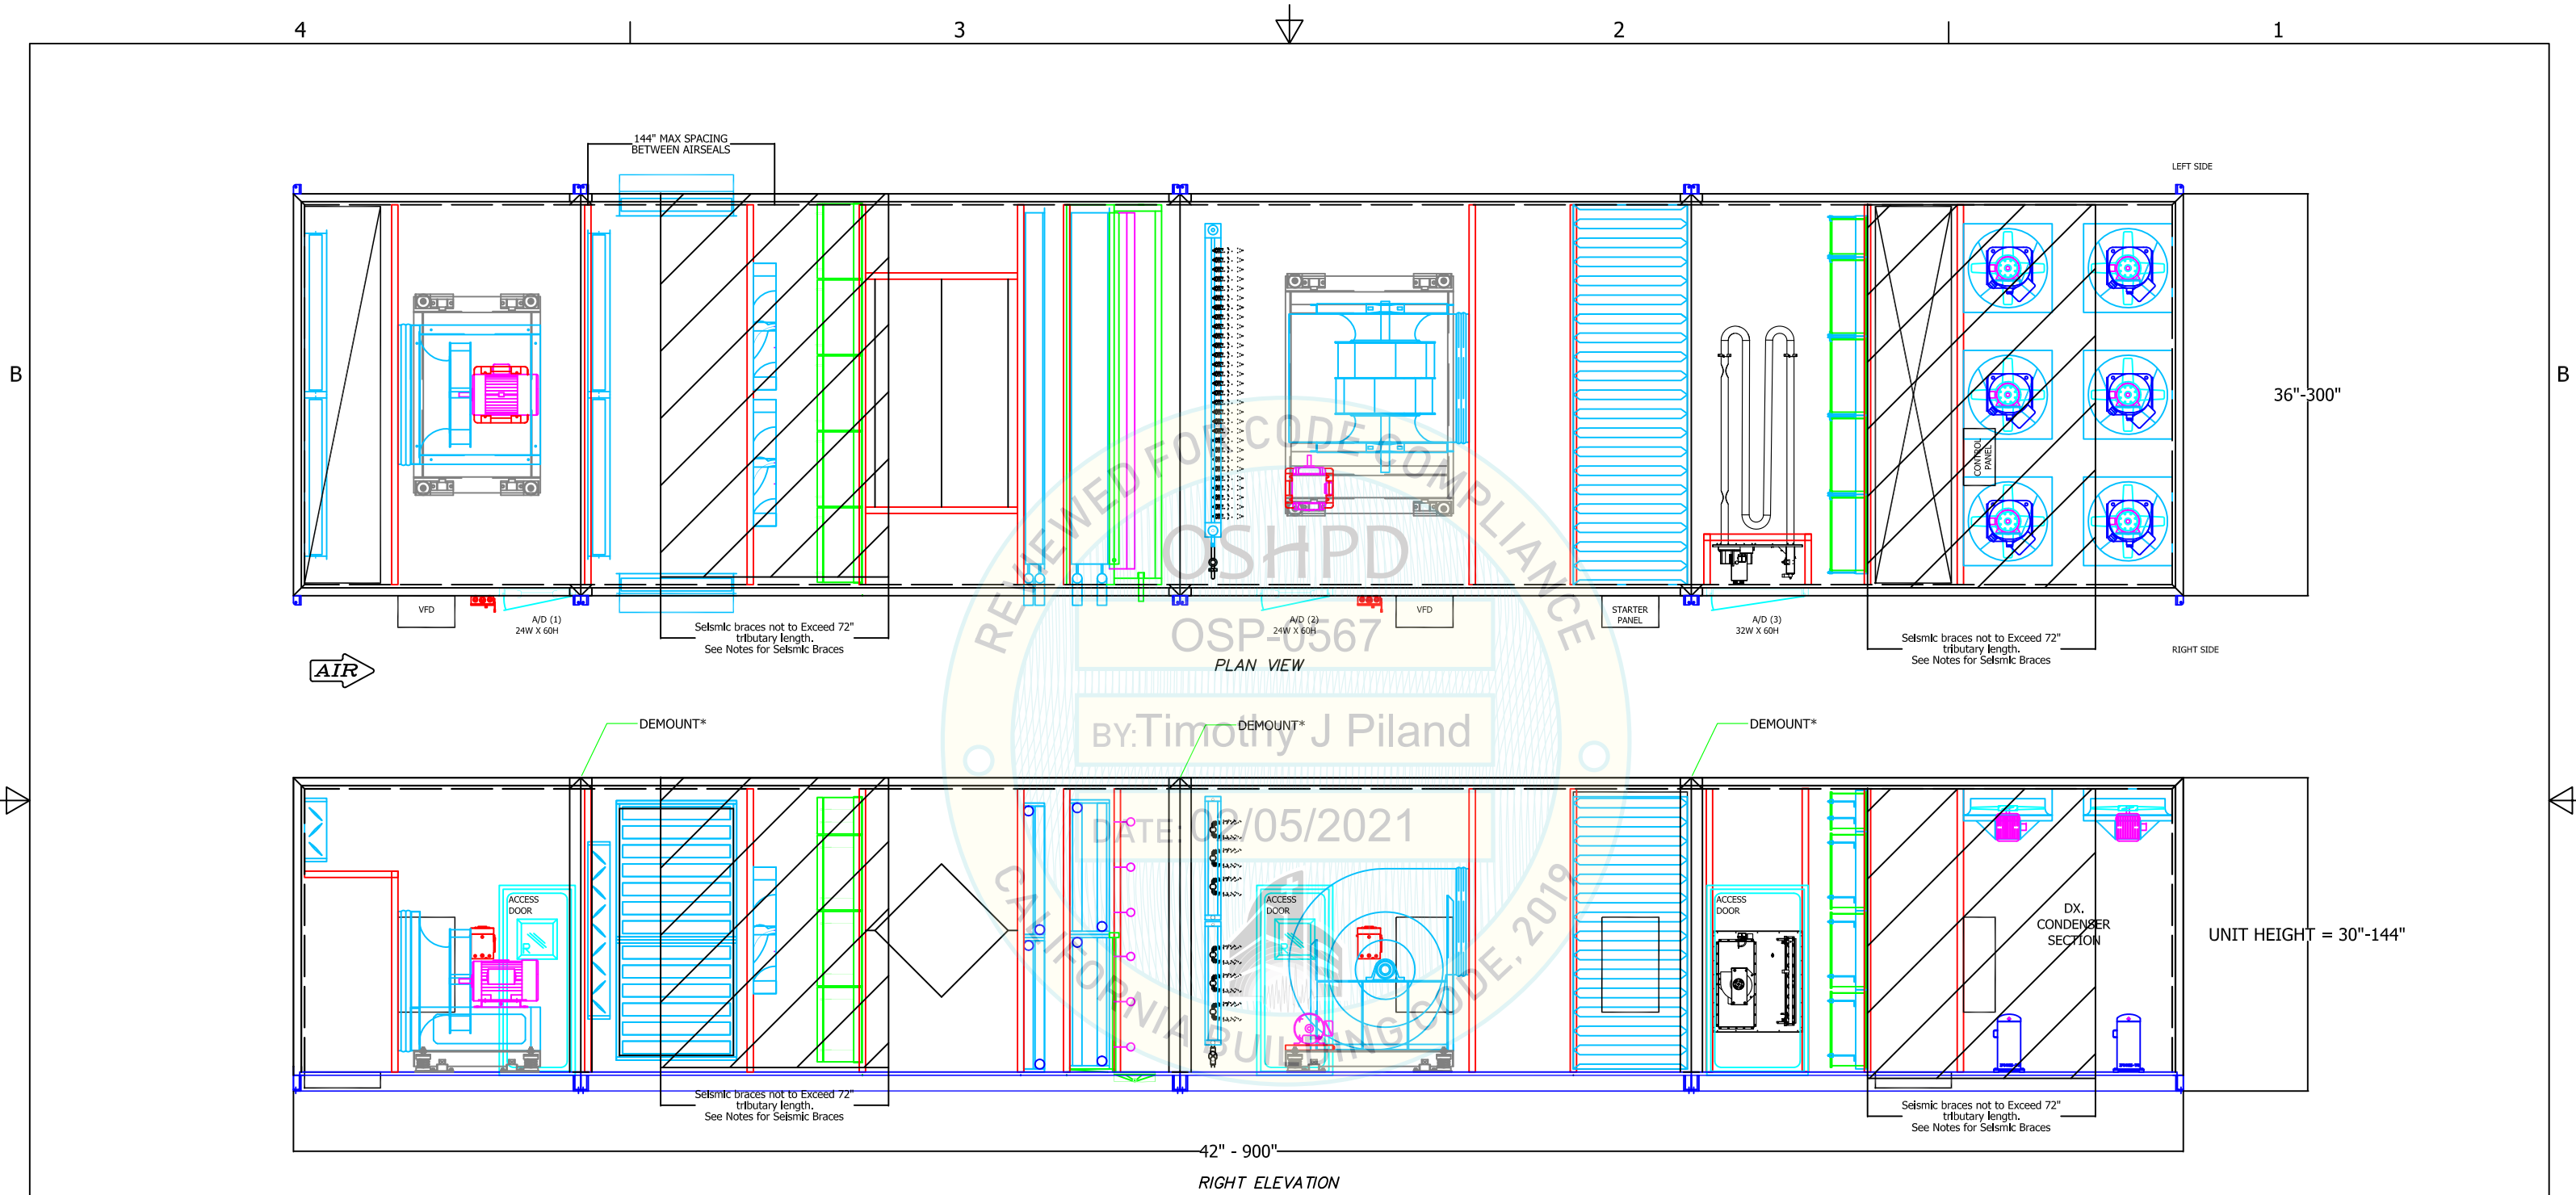 4 3 2 1
144" MAX SPACING
BETWEEN AIRSEALS
LEFT SIDE
B
B
36"-300"
CONTROL
PANEL
VFD
A/D (1)
24W X 60H
Seismic braces not to Exceed 72"
tributary length.
See Notes for Seismic Braces
A/D (2)
24W X 60H
VFD
STARTER
PANEL
A/D (3)
32W X 60H
Seismic braces not to Exceed 72"
tributary length.
See Notes for Seismic Braces
RIGHT SIDE
AIR
PLAN VIEW
REVIEWED FOR CODE COMPLIANCE
OSHPD
OSP-0567
BY: Timothy J Piland
DATE: 02/05/2021
CALIFORNIA BUILDING CODE, 2019
DEMOUNT*
DEMOUNT*
DEMOUNT*
ACCESS
DOOR
ACCESS
DOOR
ACCESS
DOOR
DX.
CONDENSER
SECTION
UNIT HEIGHT = 30"-144"
Seismic braces not to Exceed 72"
tributary length.
See Notes for Seismic Braces
Seismic braces not to Exceed 72"
tributary length.
See Notes for Seismic Braces
42" - 900"
RIGHT ELEVATION